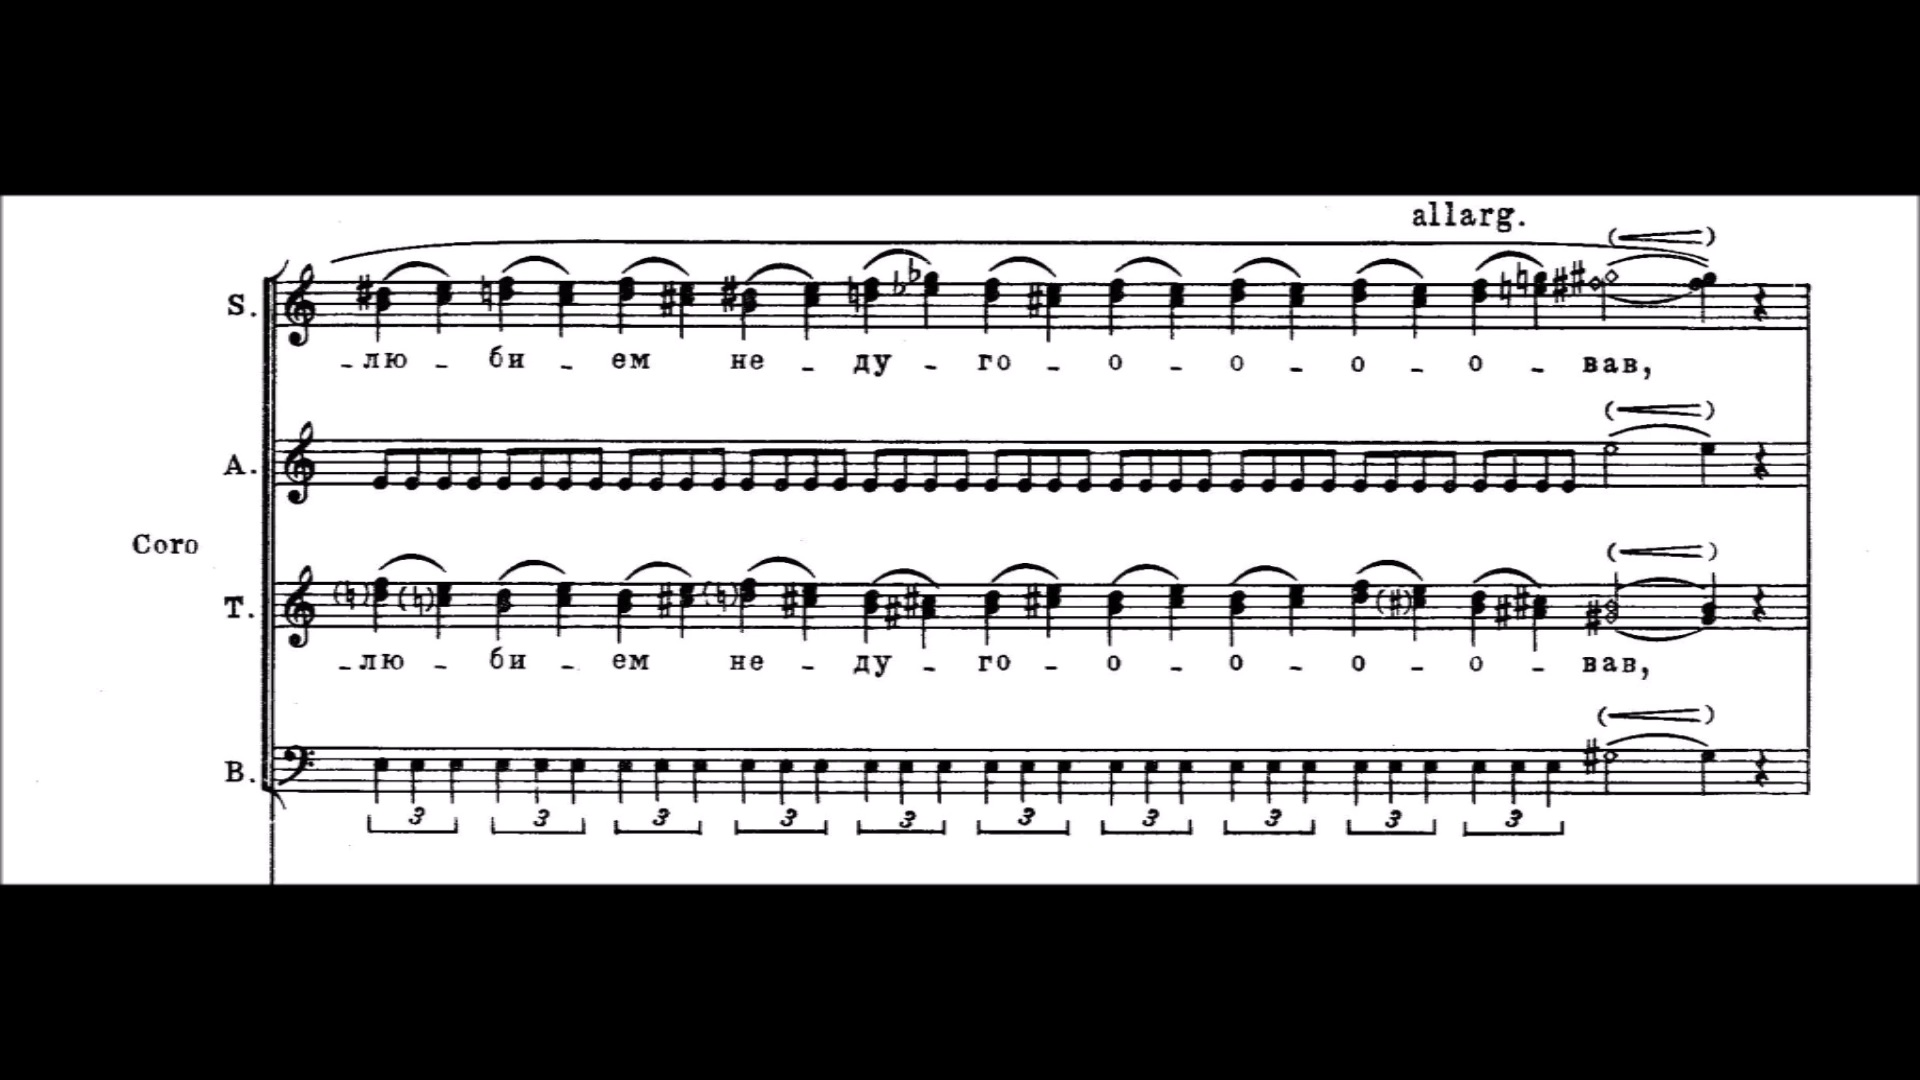 allarg.
S.
-лю - би - ем не - ду - го - о - о - о - о - вав,
A.
Coro
T.
-лю - би - ем не - ду - го - о - о - о - о - вав,
B.
3 3 3 3 3 3 3 3 3 3